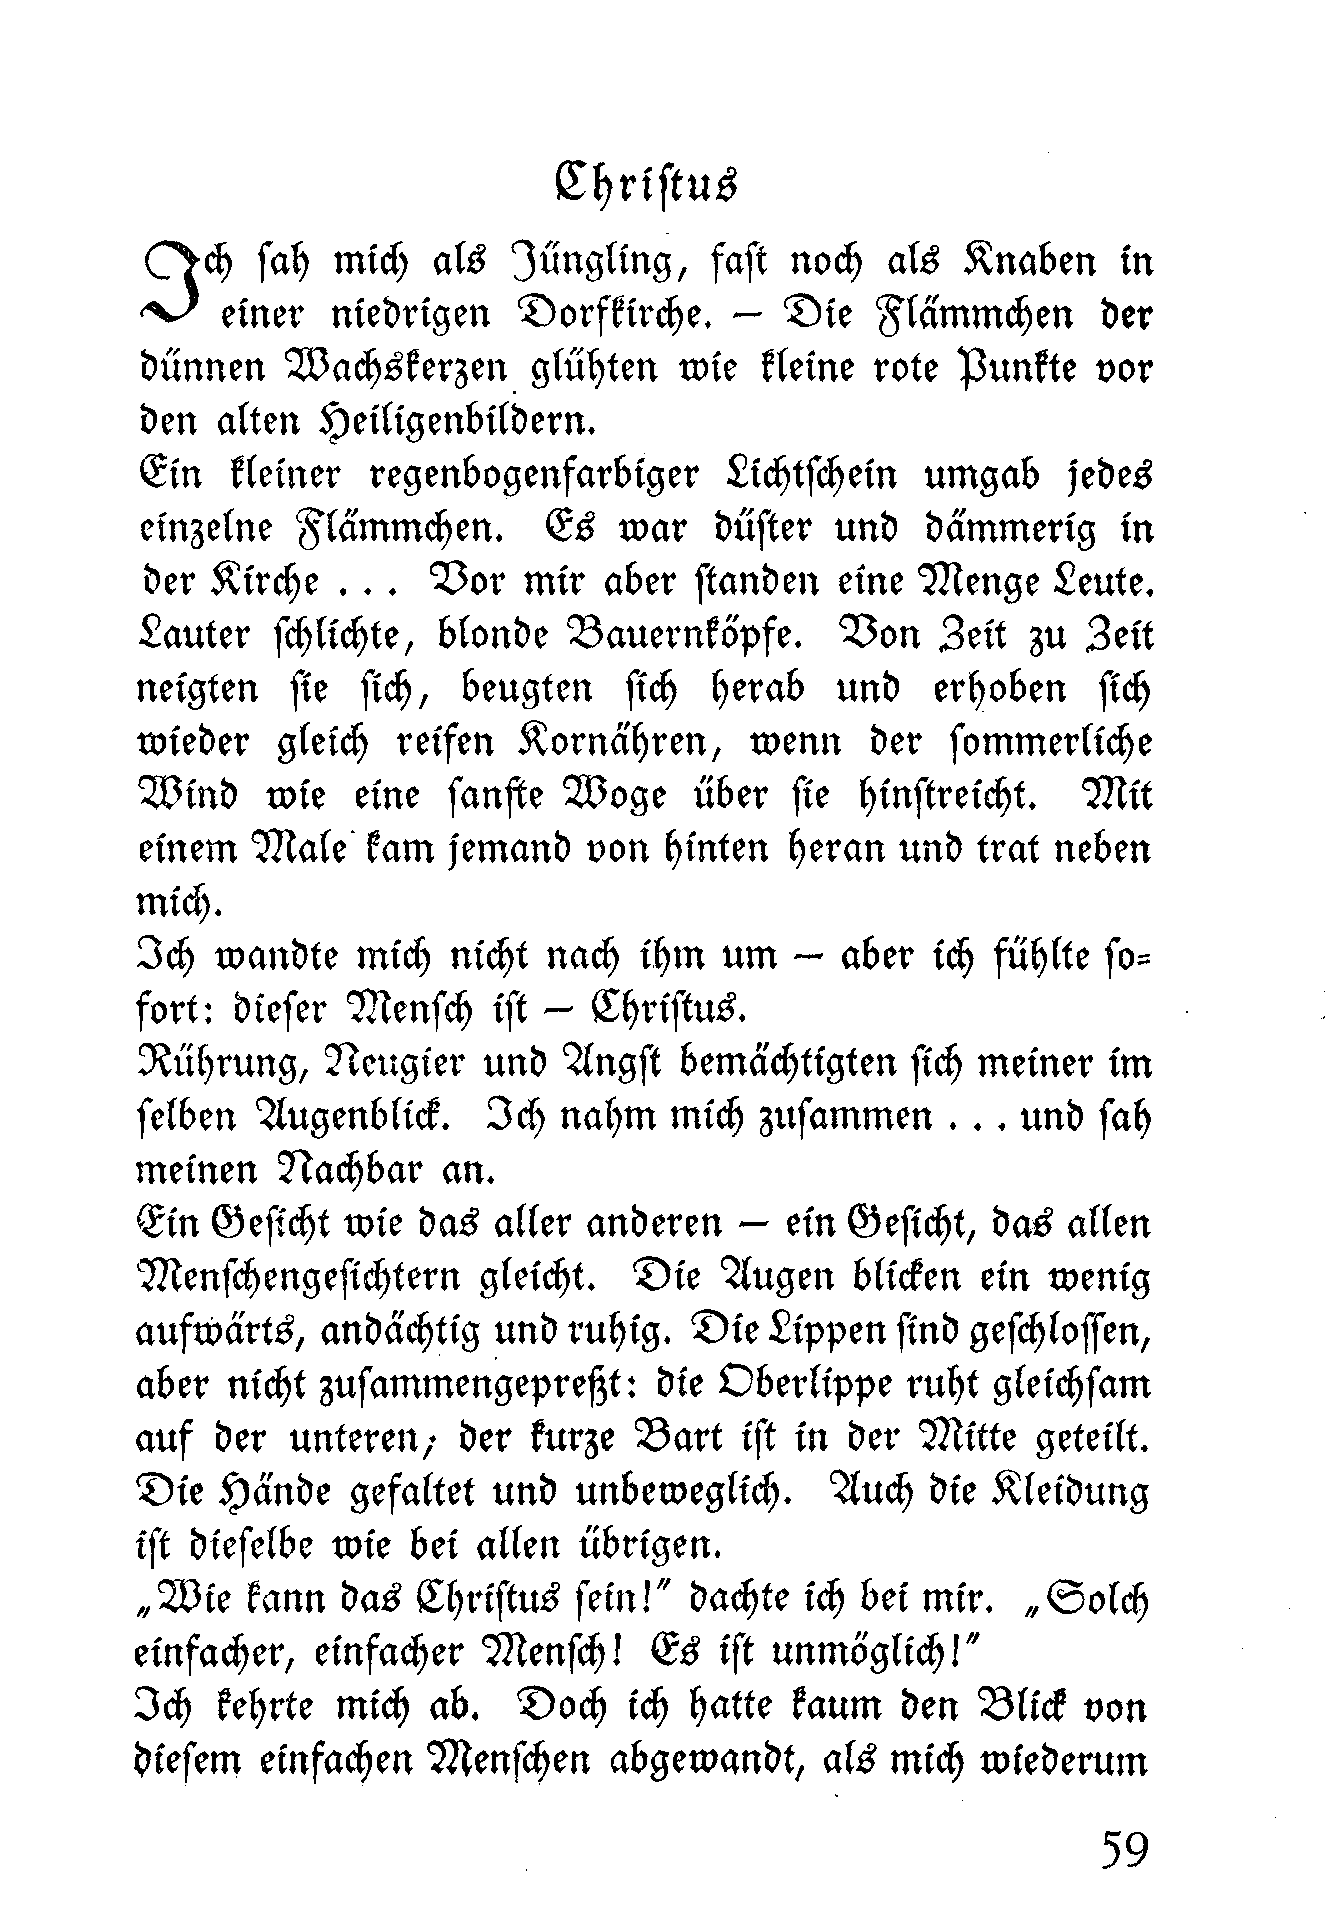 Christus
Ich sah mich als Jüngling, fast noch als Knaben in
einer niedrigen Dorfkirche. — Die Flämmchen der
dünnen Wachskerzen glühten wie kleine rote Punkte vor
den alten Heiligenbildern.
Ein kleiner regenbogenfarbiger Lichtschein umgab jedes
einzelne Flämmchen. Es war düster und dämmerig in
der Kirche . . . Vor mir aber standen eine Menge Leute.
Lauter schlichte, blonde Bauernköpfe. Von Zeit zu Zeit
neigten sie sich, beugten sich herab und erhoben sich
wieder gleich reifen Kornähren, wenn der sommerliche
Wind wie eine sanfte Woge über sie hinstreicht. Mit
einem Male kam jemand von hinten heran und trat neben
mich.
Ich wandte mich nicht nach ihm um — aber ich fühlte so-
fort: dieser Mensch ist — Christus.
Rührung, Neugier und Angst bemächtigten sich meiner im
selben Augenblick. Ich nahm mich zusammen . . . und sah
meinen Nachbar an.
Ein Gesicht wie das aller anderen — ein Gesicht, das allen
Menschengesichtern gleicht. Die Augen blicken ein wenig
aufwärts, andächtig und ruhig. Die Lippen sind geschlossen,
aber nicht zusammengepreßt: die Oberlippe ruht gleichsam
auf der unteren; der kurze Bart ist in der Mitte geteilt.
Die Hände gefaltet und unbeweglich. Auch die Kleidung
ist dieselbe wie bei allen übrigen.
„Wie kann das Christus sein!" dachte ich bei mir. „Solch
einfacher, einfacher Mensch! Es ist unmöglich!"
Ich kehrte mich ab. Doch ich hatte kaum den Blick von
diesem einfachen Menschen abgewandt, als mich wiederum
59